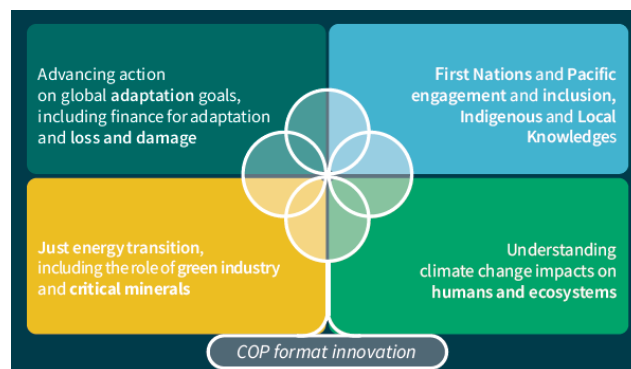 Advancing action
on global adaptation goals,
including finance for adaptation
and loss and damage
First Nations and Pacific
engagement and inclusion,
Indigenous and Local
Knowledges
Just energy transition,
including the role of green industry
and critical minerals
Understanding
climate change impacts on
humans and ecosystems
COP format innovation